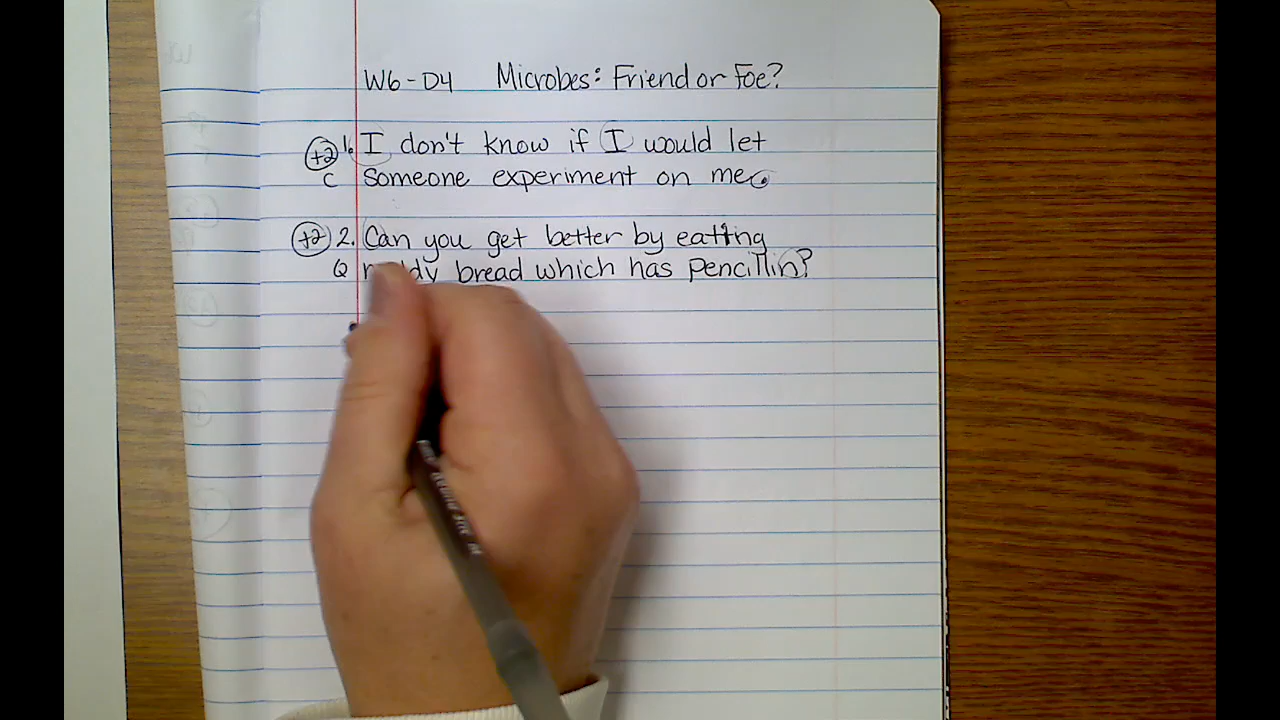 W6-D4 Microbes: Friend or Foe?
+2 1. I don't know if I would let
C someone experiment on me.
+2 2. Can you get better by eatting
Q bread which has pencillin?